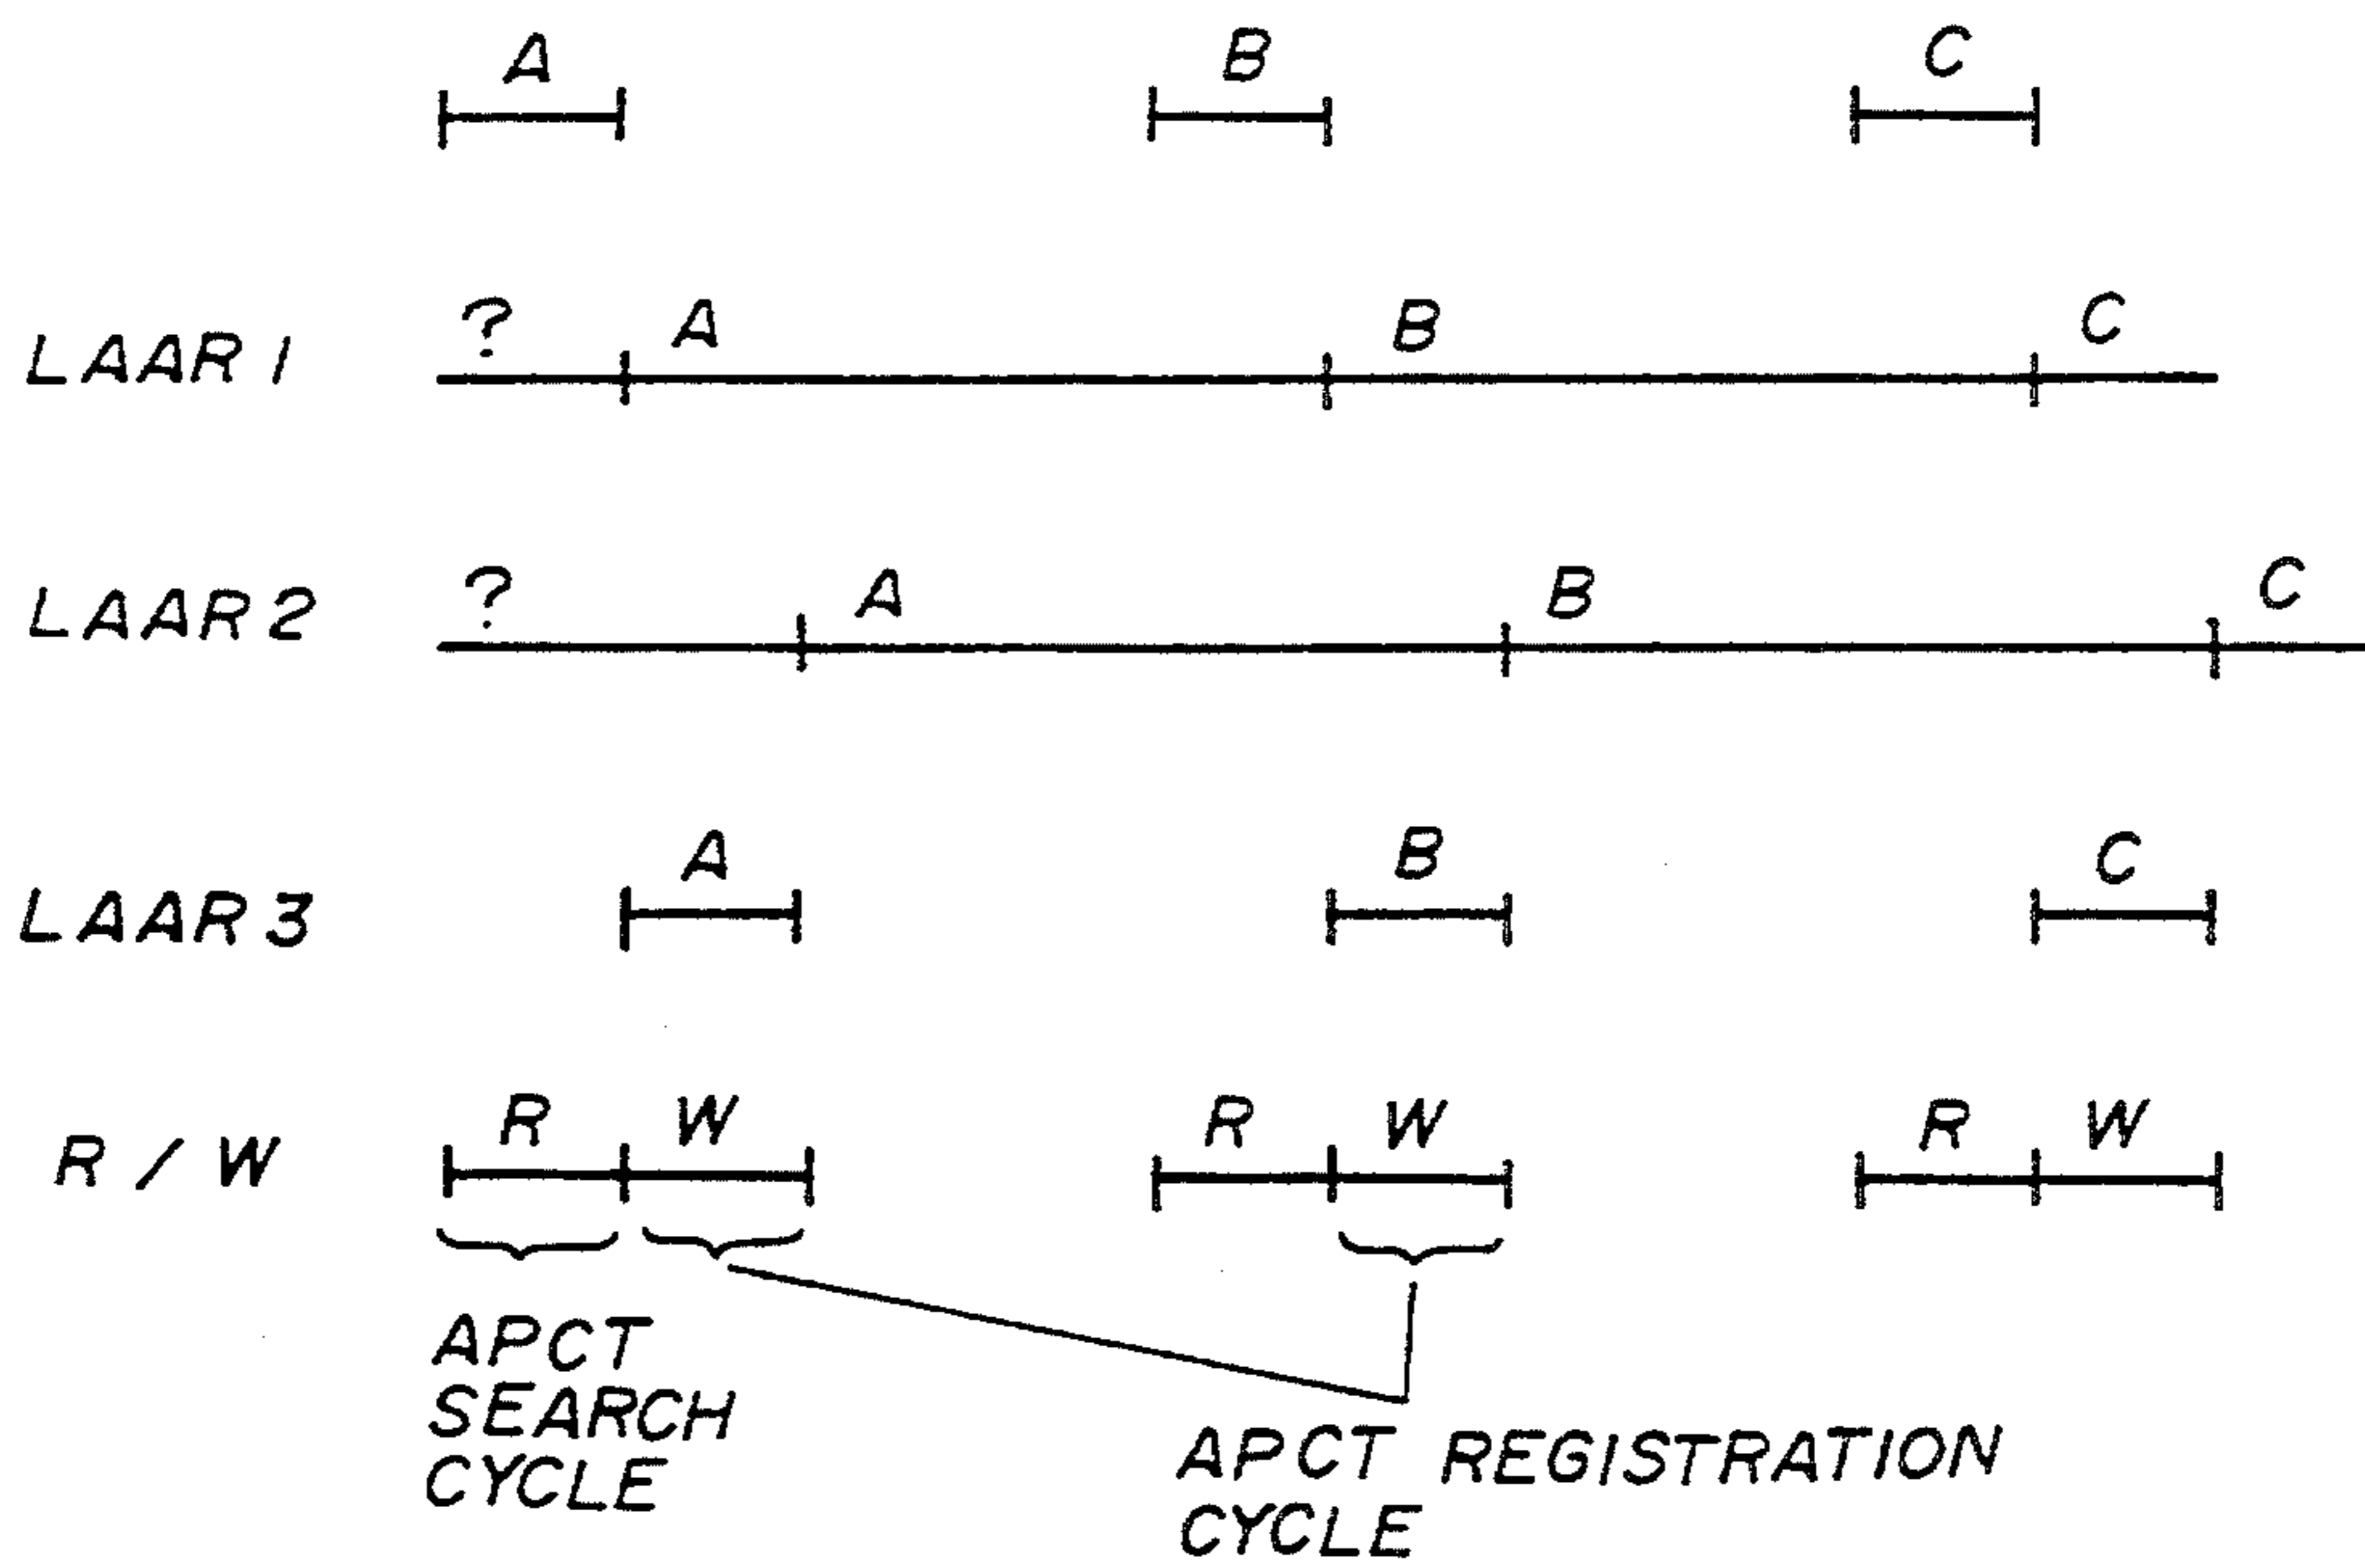 A B C
LAAR 1 ? A B C
LAAR 2 ? A B C
LAAR 3 A B C
R / W R W R W R W
APCT
SEARCH
CYCLE
APCT REGISTRATION
CYCLE